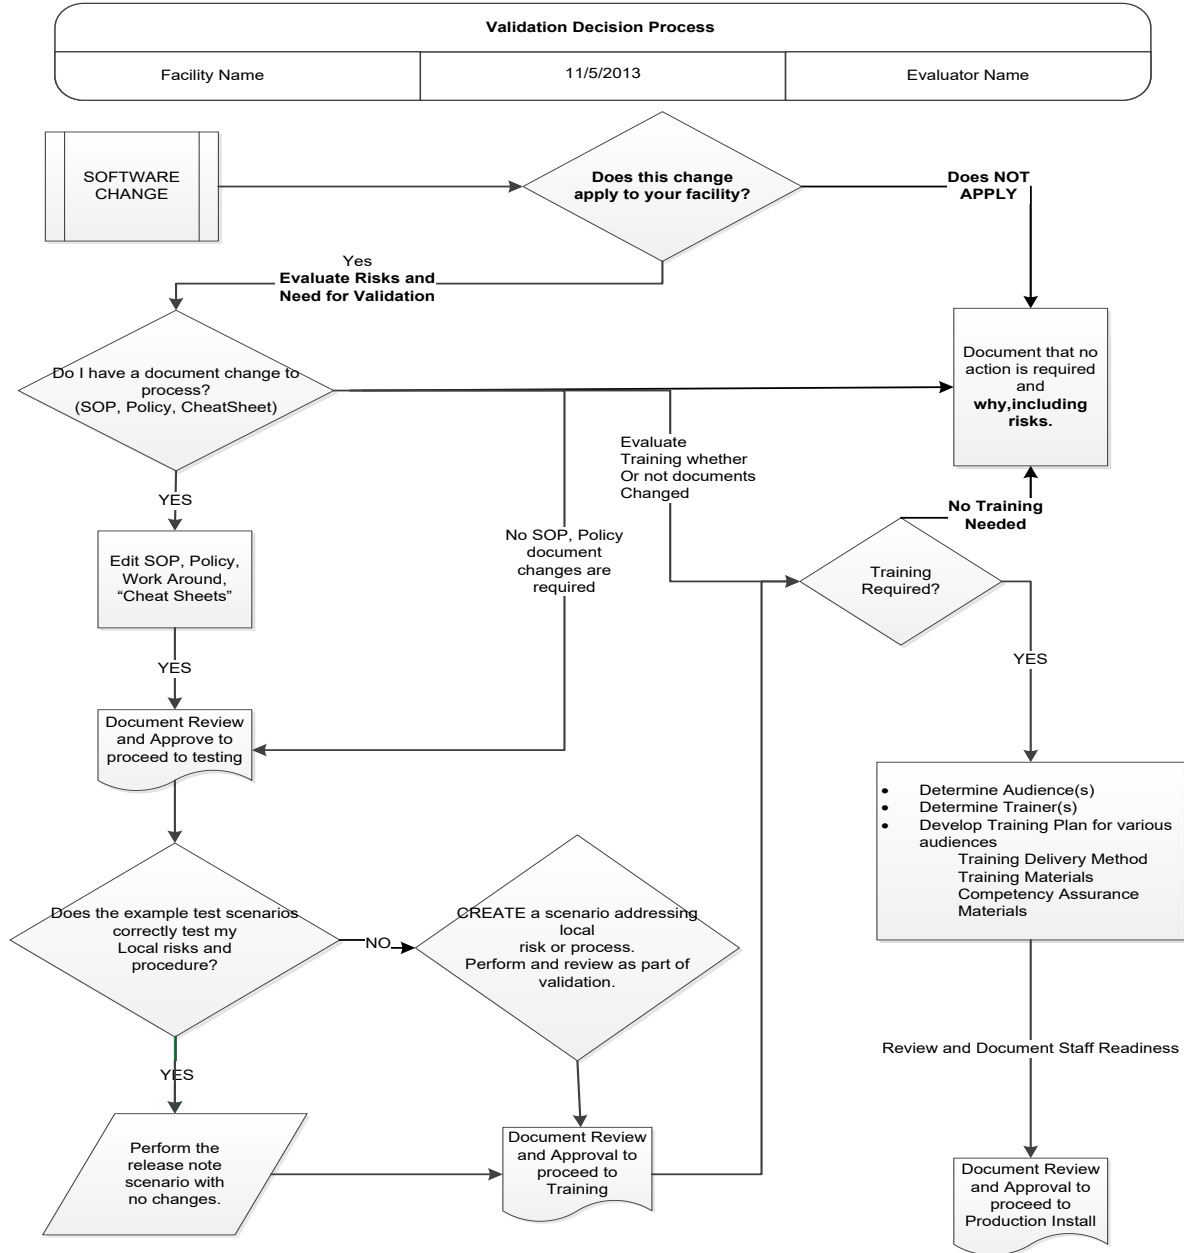 Validation Decision Process
Facility Name
11/5/2013
Evaluator Name
SOFTWARE
CHANGE
Does this change
apply to your facility?
Does NOT
APPLY
Yes
Evaluate Risks and
Need for Validation
Do I have a document change to
process?
(SOP, Policy, CheatSheet)
Document that no
action is required
and
why,including
risks.
Evaluate
Training whether
Or not documents
Changed
YES
No SOP, Policy
document
changes are
required
No Training
Needed
Edit SOP, Policy,
Work Around,
“Cheat Sheets”
Training
Required?
YES
YES
Document Review
and Approve to
proceed to testing
• Determine Audience(s)
• Determine Trainer(s)
• Develop Training Plan for various
audiences
Training Delivery Method
Training Materials
Competency Assurance
Materials
Does the example test scenarios
correctly test my
Local risks and
procedure?
NO
CREATE a scenario addressing
local
risk or process.
Perform and review as part of
validation.
Review and Document Staff Readiness
YES
Perform the
release note
scenario with
no changes.
Document Review
and Approval to
proceed to
Training
Document Review
and Approval to
proceed to
Production Install